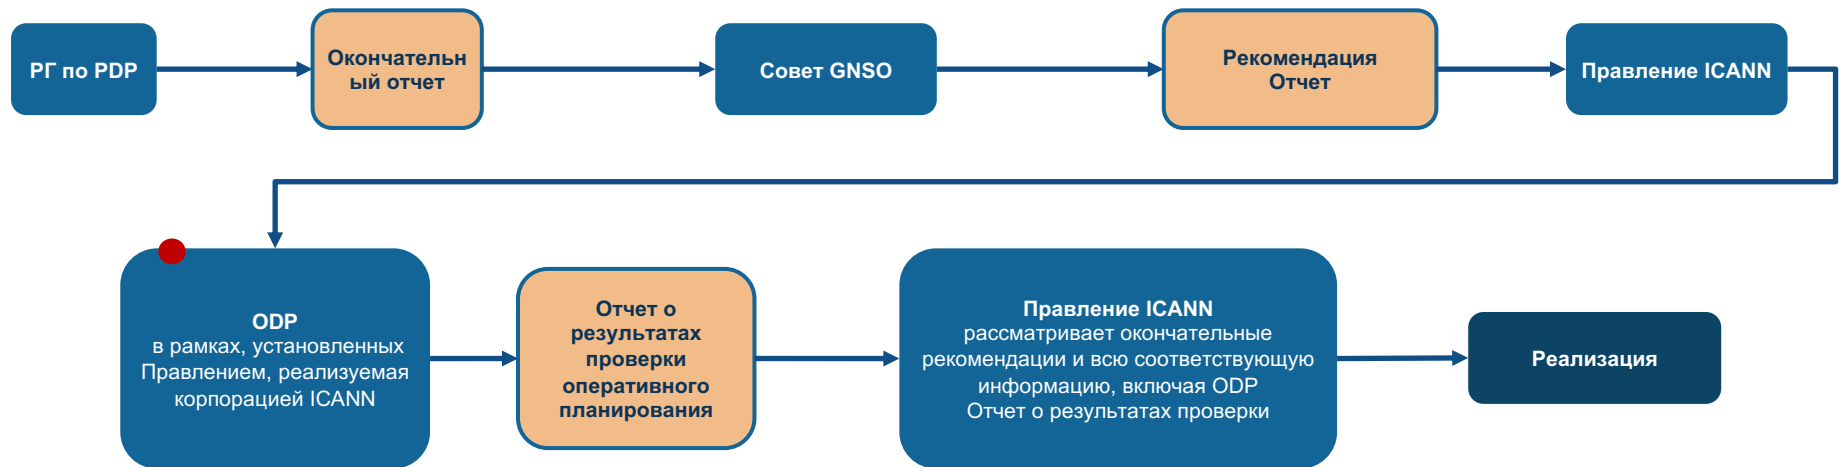 РГ по PDP
Окончательн
ый отчет
Совет GNSO
Рекомендация
Отчет
Правление ICANN
ODP
в рамках, установленных
Правлением, реализуемая
корпорацией ICANN
Отчет о
результатах
проверки
оперативного
планирования
Правление ICANN
рассматривает окончательные
рекомендации и всю соответствующую
информацию, включая ODP
Отчет о результатах проверки
Реализация